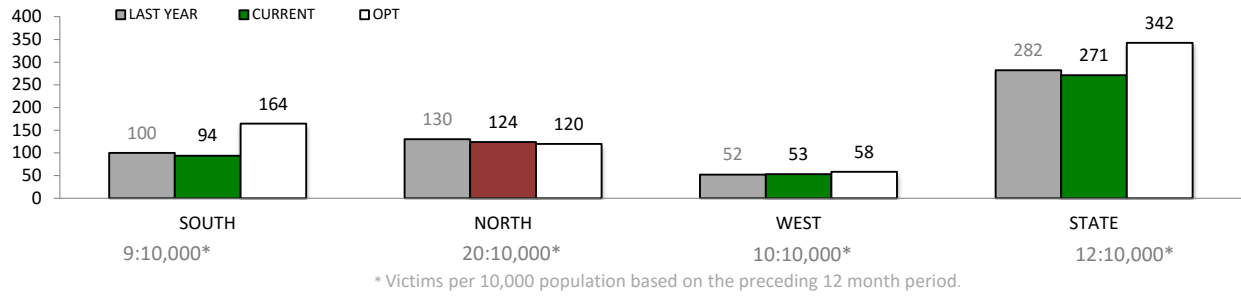 LAST YEAR CURRENT OPT
400
350
300
250
200
150
100
50
0
100 94 164
130 124 120
52 53 58
282 271 342
SOUTH NORTH WEST STATE
9:10,000* 20:10,000* 10:10,000* 12:10,000*
* Victims per 10,000 population based on the preceding 12 month period.